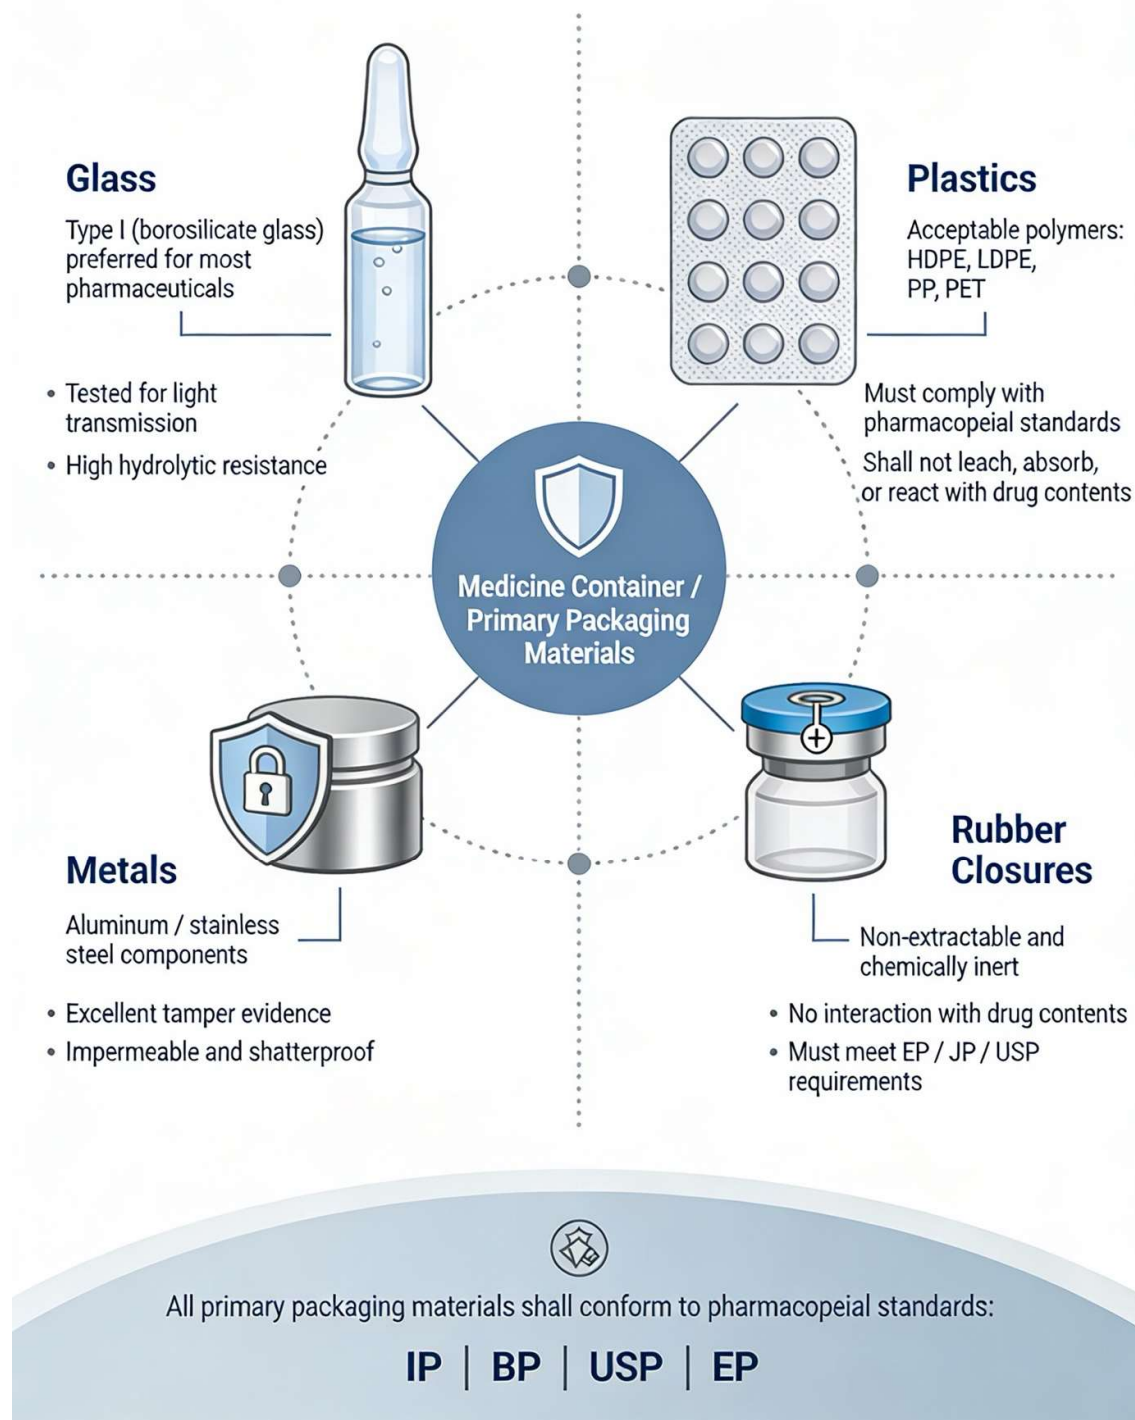 Glass
Type I (borosilicate glass)
preferred for most
pharmaceuticals
• Tested for light
transmission
• High hydrolytic resistance
Plastics
Acceptable polymers:
HDPE, LDPE,
PP, PET
Must comply with
pharmacopeial standards
Shall not leach, absorb,
or react with drug contents
Medicine Container /
Primary Packaging
Materials
Metals
Aluminum / stainless
steel components
• Excellent tamper evidence
• Impermeable and shatterproof
Rubber
Closures
Non-extractable and
chemically inert
• No interaction with drug contents
• Must meet EP / JP / USP
requirements
All primary packaging materials shall conform to pharmacopeial standards:
IP | BP | USP | EP